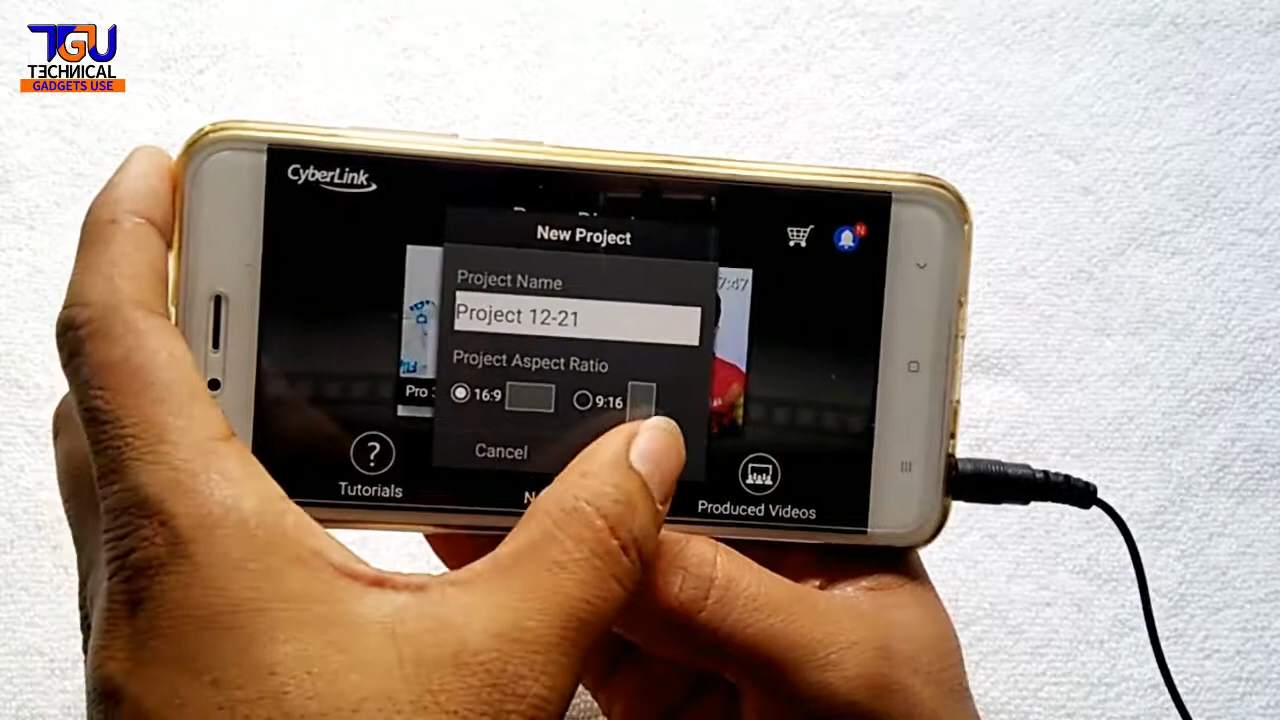 TGU
TECHNICAL
GADGETS USE
CyberLink
New Project
N
Project Name
7:47
Project 12-21
Project Aspect Ratio
Pro
16:9
9:16
Cancel
?
Tutorials
N
Produced Videos